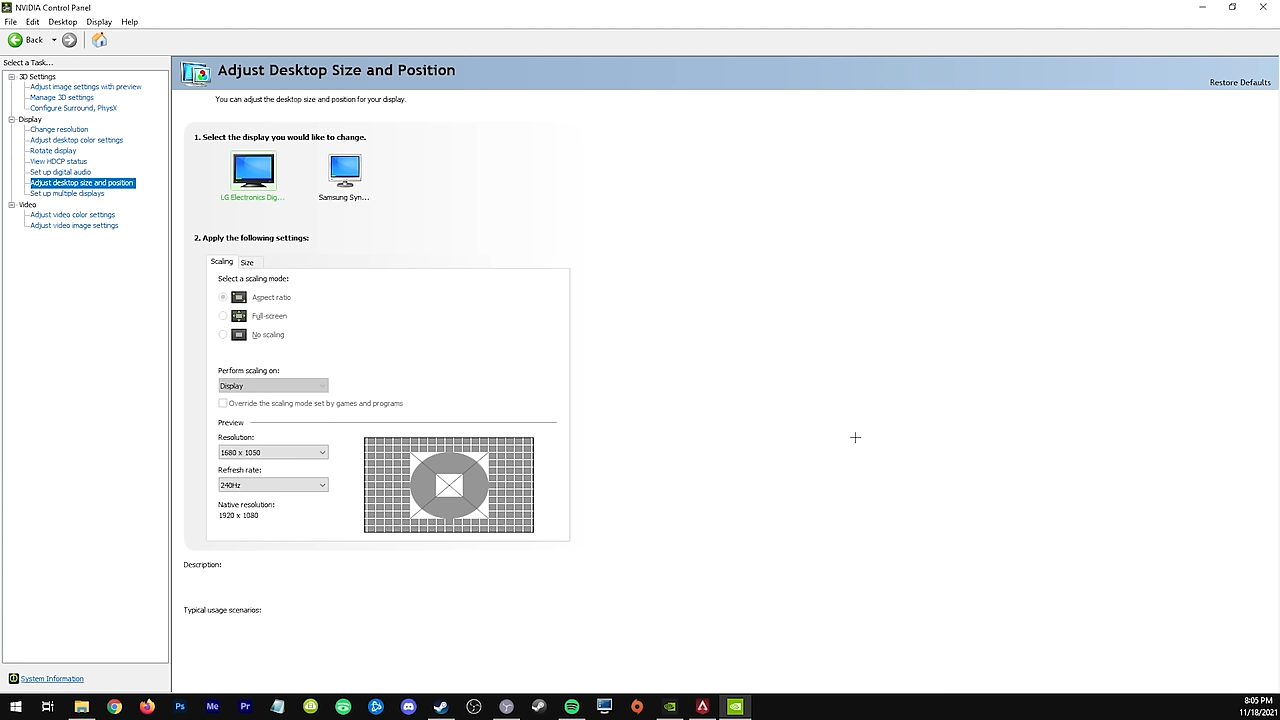 NVIDIA Control Panel
File Edit Desktop Display Help
Back
Select a Task...
3D Settings
Adjust image settings with preview
Manage 3D settings
Configure Surround, PhysX
Display
Change resolution
Adjust desktop color settings
Rotate display
View HDCP status
Set up digital audio
Adjust desktop size and position
Set up multiple displays
Video
Adjust video color settings
Adjust video image settings
System Information
Adjust Desktop Size and Position
Restore Defaults
You can adjust the desktop size and position for your display.
1. Select the display you would like to change.
LG Electronics Dig... Samsung Syn...
2. Apply the following settings:
Scaling Size
Select a scaling mode:
Aspect ratio
Full-screen
No scaling
Perform scaling on:
Display
Override the scaling mode set by games and programs
Preview
Resolution:
1680 x 1050
Refresh rate:
240Hz
Native resolution:
1920 x 1080
Description:
Typical usage scenarios:
Ps Me Pr
8:05 PM
11/18/2021